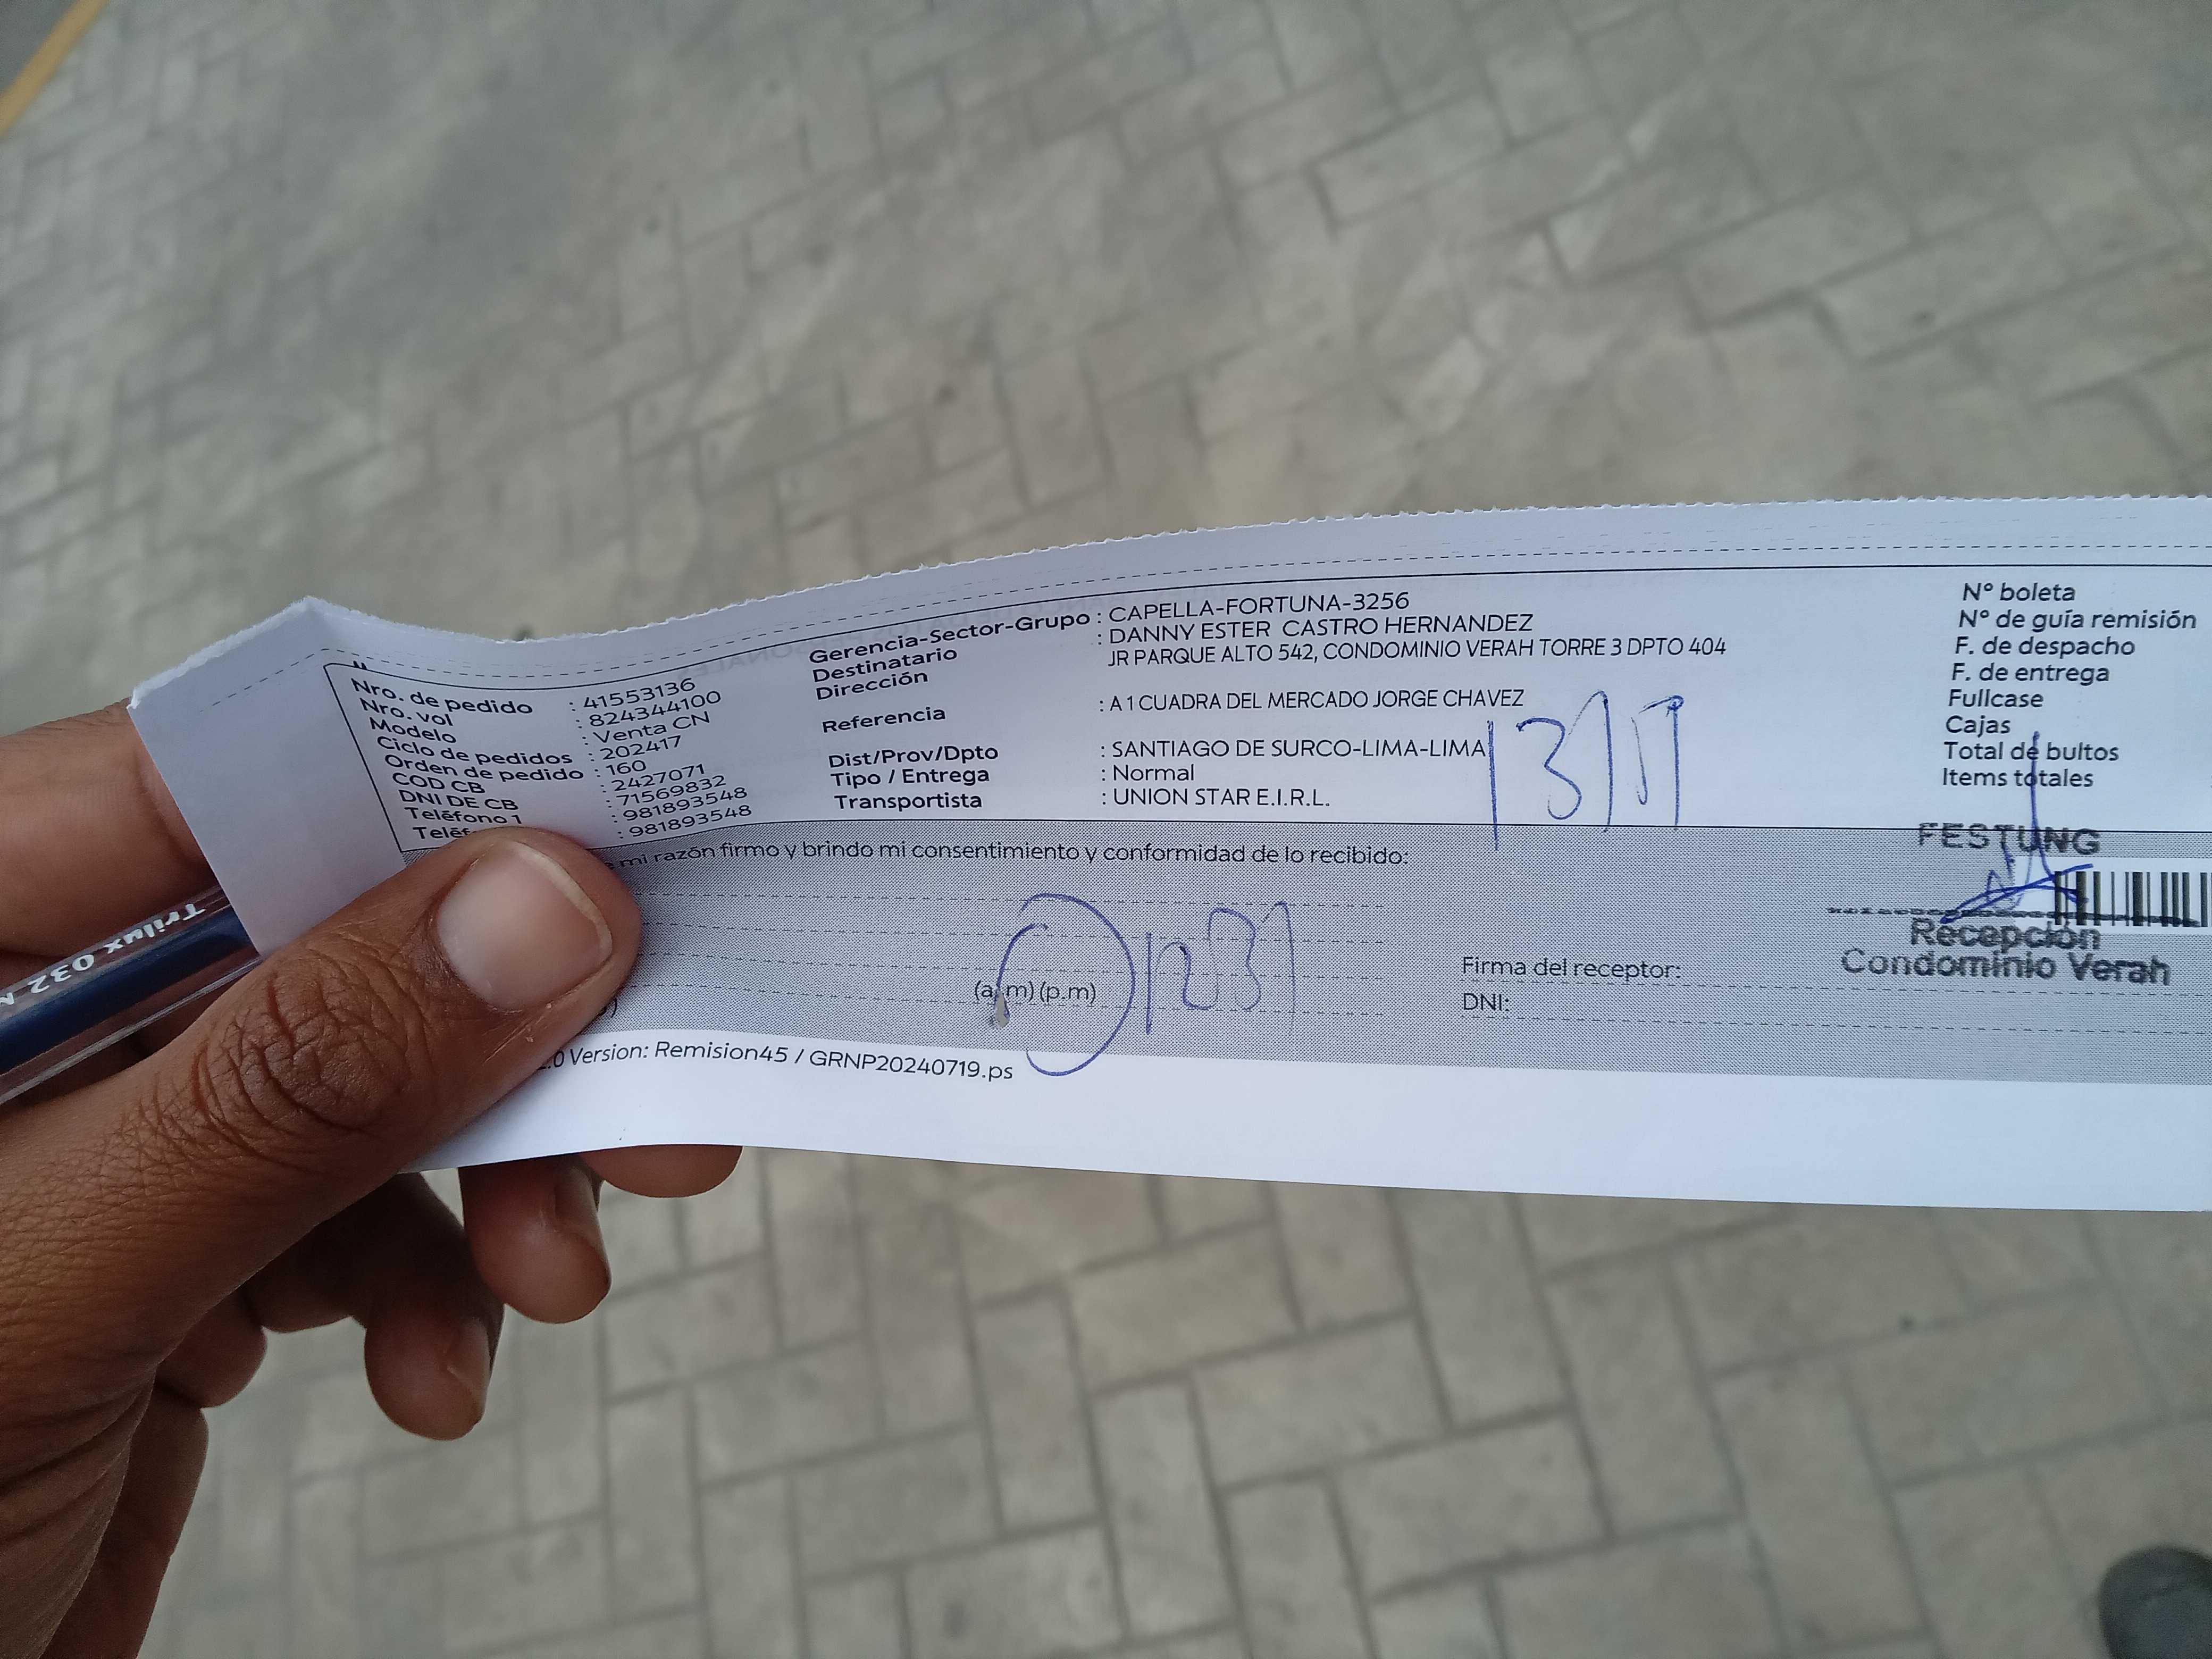 Nro. de pedido : 41553136
Nro. vol : 824344100
Modelo : Venta CN
Ciclo de pedidos : 202417
Orden de pedido : 160
COD CB : 2427071
DNI DE CB : 71569832
Teléfono 1 : 981893548
Teléf : 981893548
Gerencia-Sector-Grupo : CAPELLA-FORTUNA-3256
Destinatario : DANNY ESTER CASTRO HERNANDEZ
Dirección JR PARQUE ALTO 542, CONDOMINIO VERAH TORRE 3 DPTO 404
Referencia : A 1 CUADRA DEL MERCADO JORGE CHAVEZ
Dist/Prov/Dpto : SANTIAGO DE SURCO-LIMA-LIMA
Tipo / Entrega : Normal
Transportista : UNION STAR E.I.R.L.
N° boleta
N° de guía remisión
F. de despacho
F. de entrega
Fullcase
Cajas
Total de bultos
Items totales
mi razón firmo y brindo mi consentimiento y conformidad de lo recibido:
(a.m) (p.m)
Firma del receptor:
DNI:
FESTUNG
Recepción
Condominio Verah
.0 Version: Remision45 / GRNP20240719.ps
Trilux 032